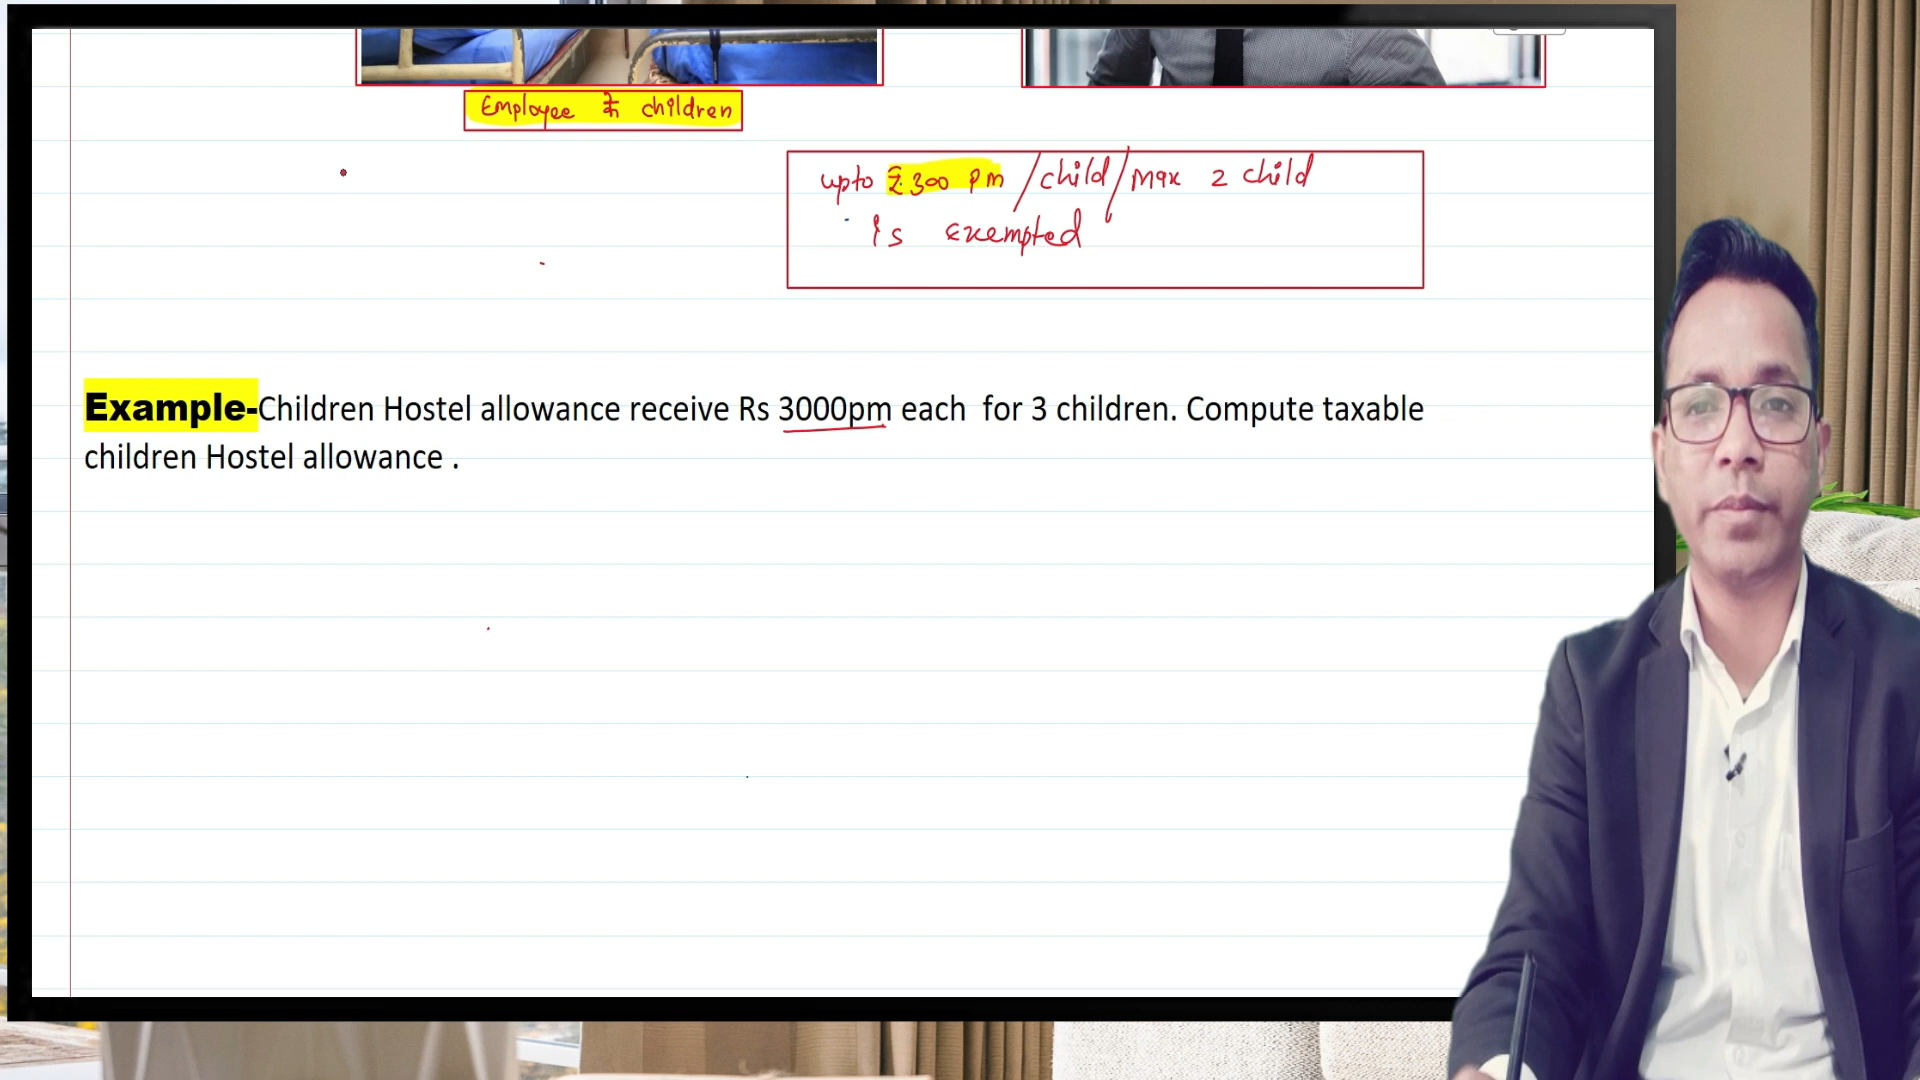 Employee के children
upto ₹300 pm / child / max 2 child
is exempted
Example-Children Hostel allowance receive Rs 3000pm each for 3 children. Compute taxable
children Hostel allowance .